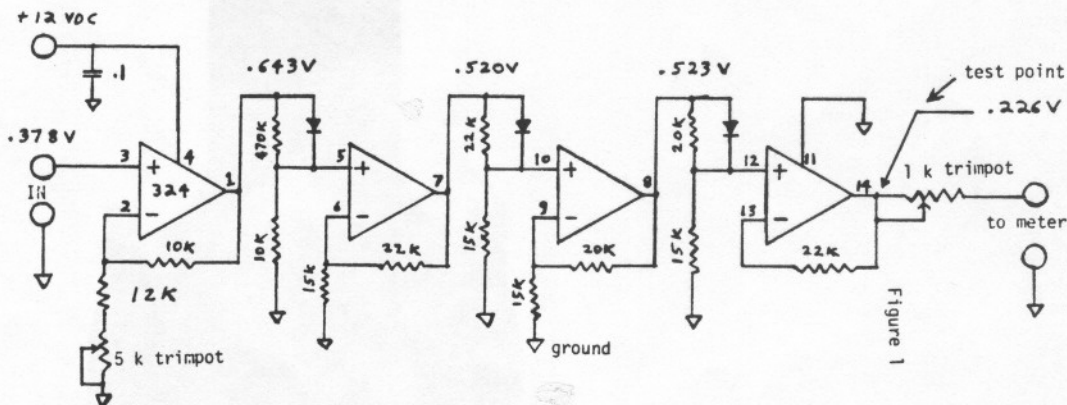 +12 VDC
.1
.643V
.520V
.523V
test point
.226V
.378V
IN
3
+
4
324
1
2
−
10K
12K
5 k trimpot
470K
10K
5
+
6
−
7
22K
15K
22K
15K
10
+
9
−
8
20K
15K
ground
20K
15K
12
+
11
13
−
14
22K
1 k trimpot
to meter
Figure 1